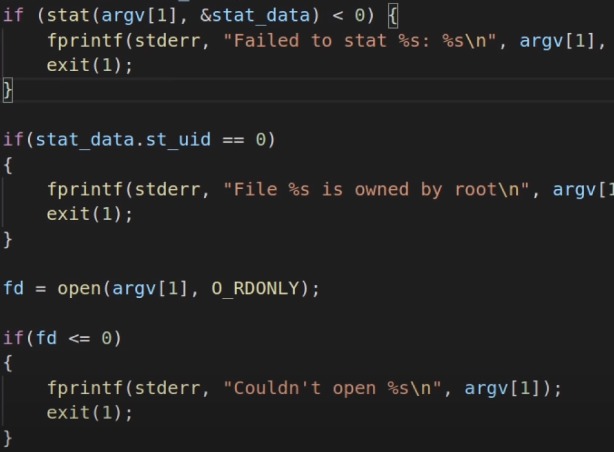 if (stat(argv[1], &stat_data) < 0) {
    fprintf(stderr, "Failed to stat %s: %s\n", argv[1],
    exit(1);
}

if(stat_data.st_uid == 0)
{
    fprintf(stderr, "File %s is owned by root\n", argv[1
    exit(1);
}

fd = open(argv[1], O_RDONLY);

if(fd <= 0)
{
    fprintf(stderr, "Couldn't open %s\n", argv[1]);
    exit(1);
}